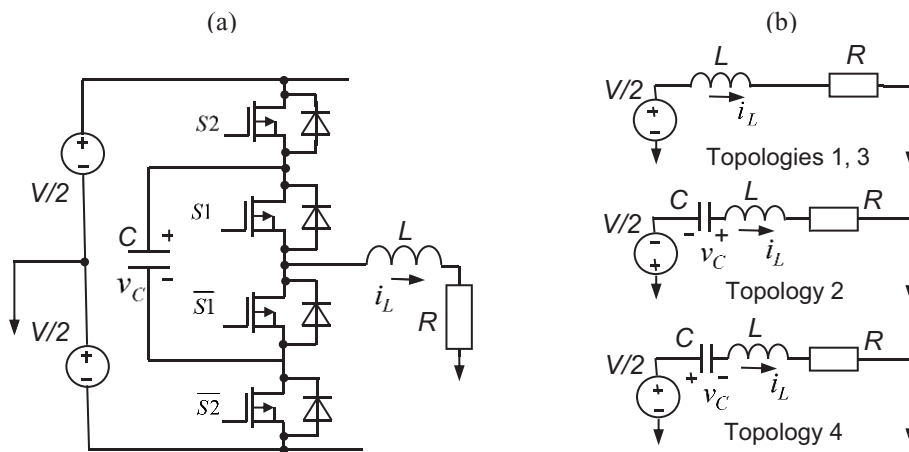 (a)
S2
V/2
S1
C
+
v_C
-
L
i_L
S1
V/2
R
S2
(b)
L
R
V/2
i_L
Topologies 1, 3
C
L
R
V/2
- +
v_C
i_L
Topology 2
C
L
R
V/2
+ -
v_C
i_L
Topology 4